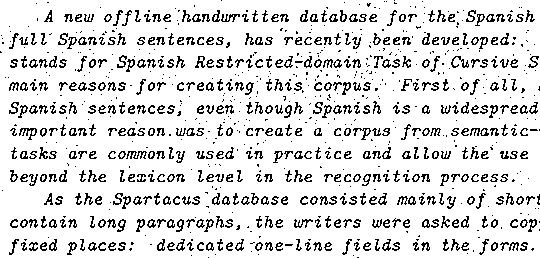 A new offline handwritten database for the Spanish
full Spanish sentences, has recently been developed:
stands for Spanish Restricted-domain Task of Cursive S
main reasons for creating this corpus. First of all,
Spanish sentences, even though Spanish is a widespread
important reason was to create a corpus from semantic-
tasks are commonly used in practice and allow the use
beyond the lexicon level in the recognition process.
As the Spartacus database consisted mainly of short
contain long paragraphs, the writers were asked to cop
fixed places: dedicated one-line fields in the forms.